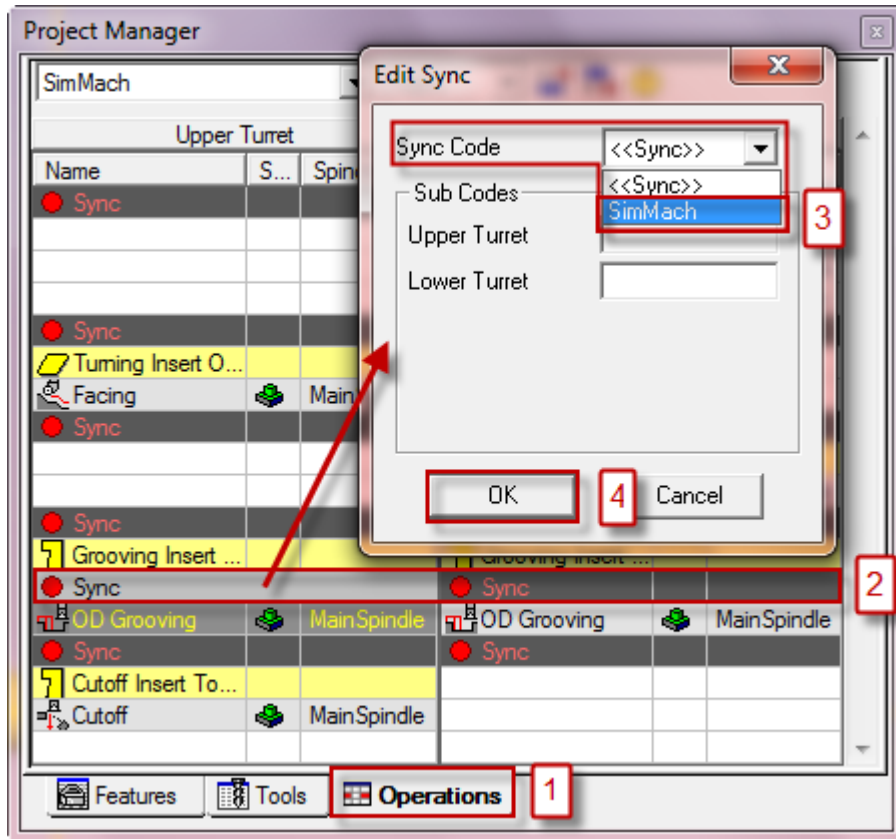 Project Manager
SimMach
Edit Sync
Upper Turret
Sync Code <<Sync>>
Name S... Spin
<<Sync>>
Sub Codes
SimMach 3
Sync
Upper Turret
Lower Turret
Sync
Turning Insert O...
Facing Main
Sync
OK 4 Cancel
Sync
Grooving Insert ... Grooving Insert ...
Sync Sync 2
OD Grooving MainSpindle OD Grooving MainSpindle
Sync Sync
Cutoff Insert To...
Cutoff MainSpindle
Features Tools Operations 1